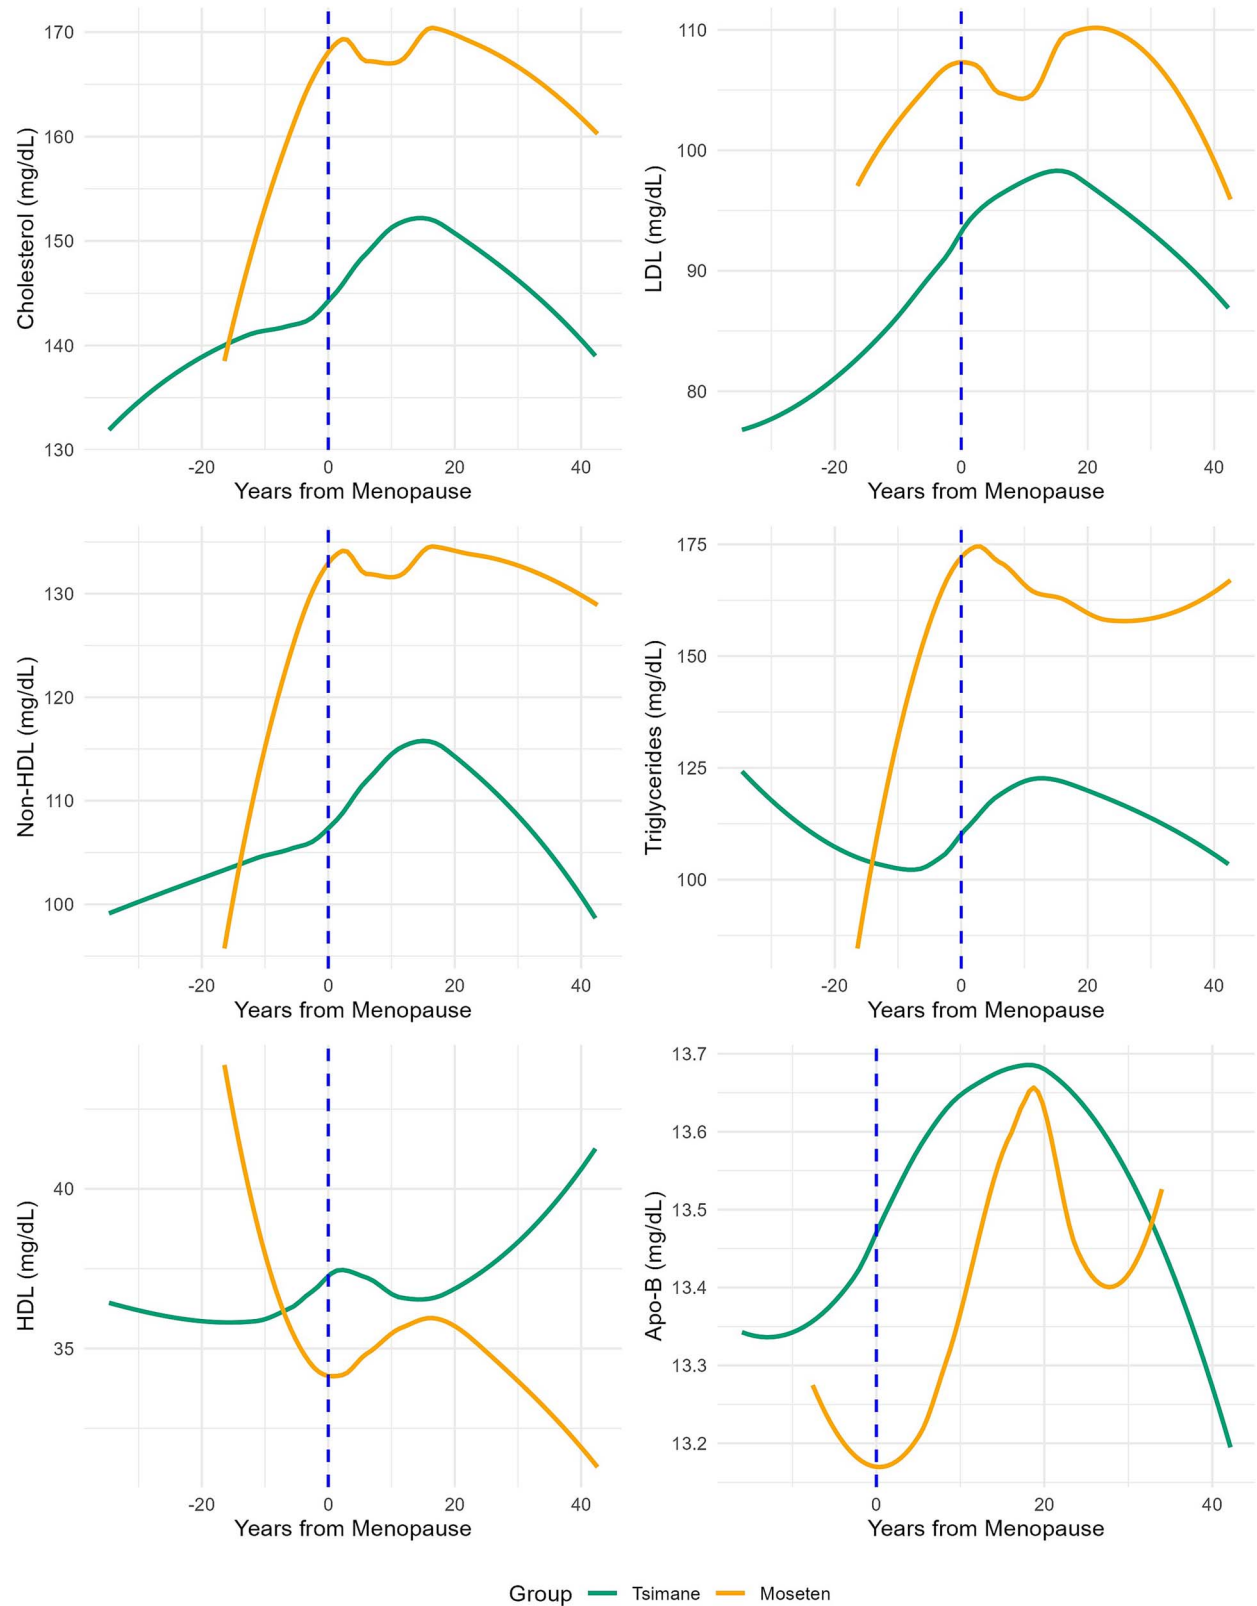 Cholesterol (mg/dL)
170
160
150
140
130
-20 0 20 40
Years from Menopause
LDL (mg/dL)
110
100
90
80
-20 0 20 40
Years from Menopause
Non-HDL (mg/dL)
130
120
110
100
-20 0 20 40
Years from Menopause
Triglycerides (mg/dL)
175
150
125
100
-20 0 20 40
Years from Menopause
HDL (mg/dL)
40
35
-20 0 20 40
Years from Menopause
Apo-B (mg/dL)
13.7
13.6
13.5
13.4
13.3
13.2
0 20 40
Years from Menopause
Group Tsimane Moseten